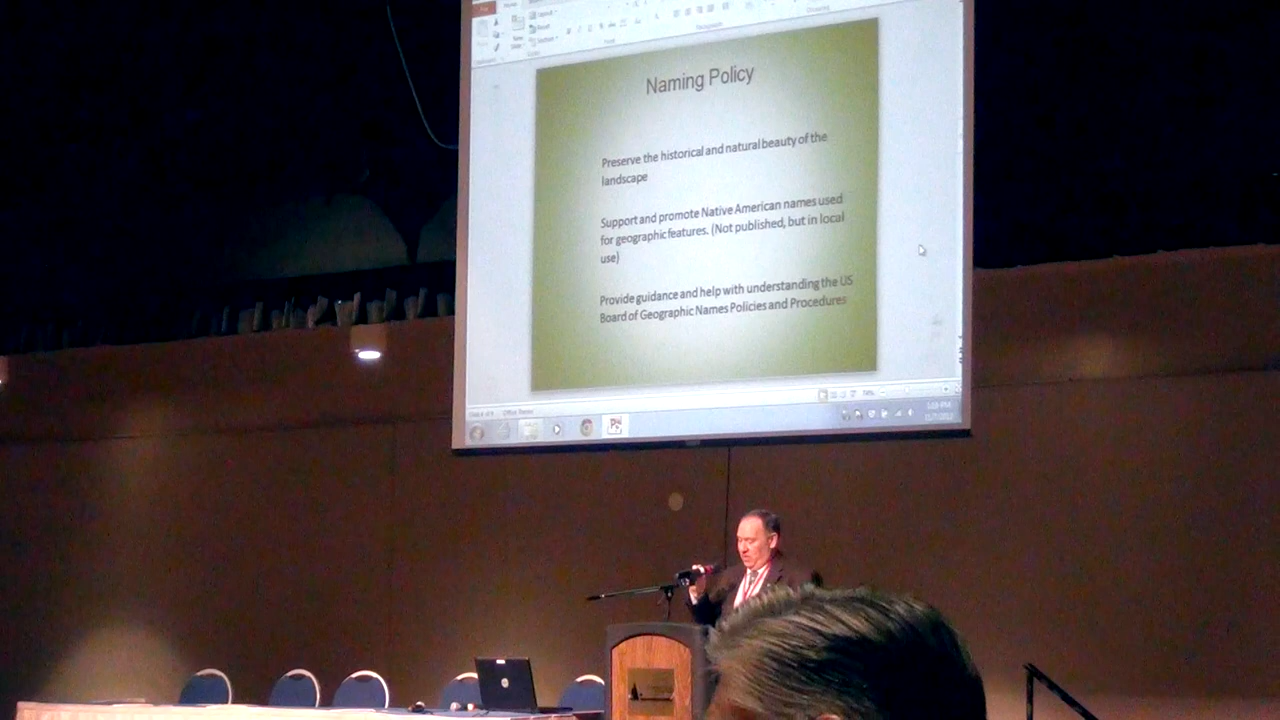 Naming Policy
Preserve the historical and natural beauty of the
landscape
Support and promote Native American names used
for geographic features. (Not published, but in local
use)
Provide guidance and help with understanding the US
Board of Geographic Names Policies and Procedures